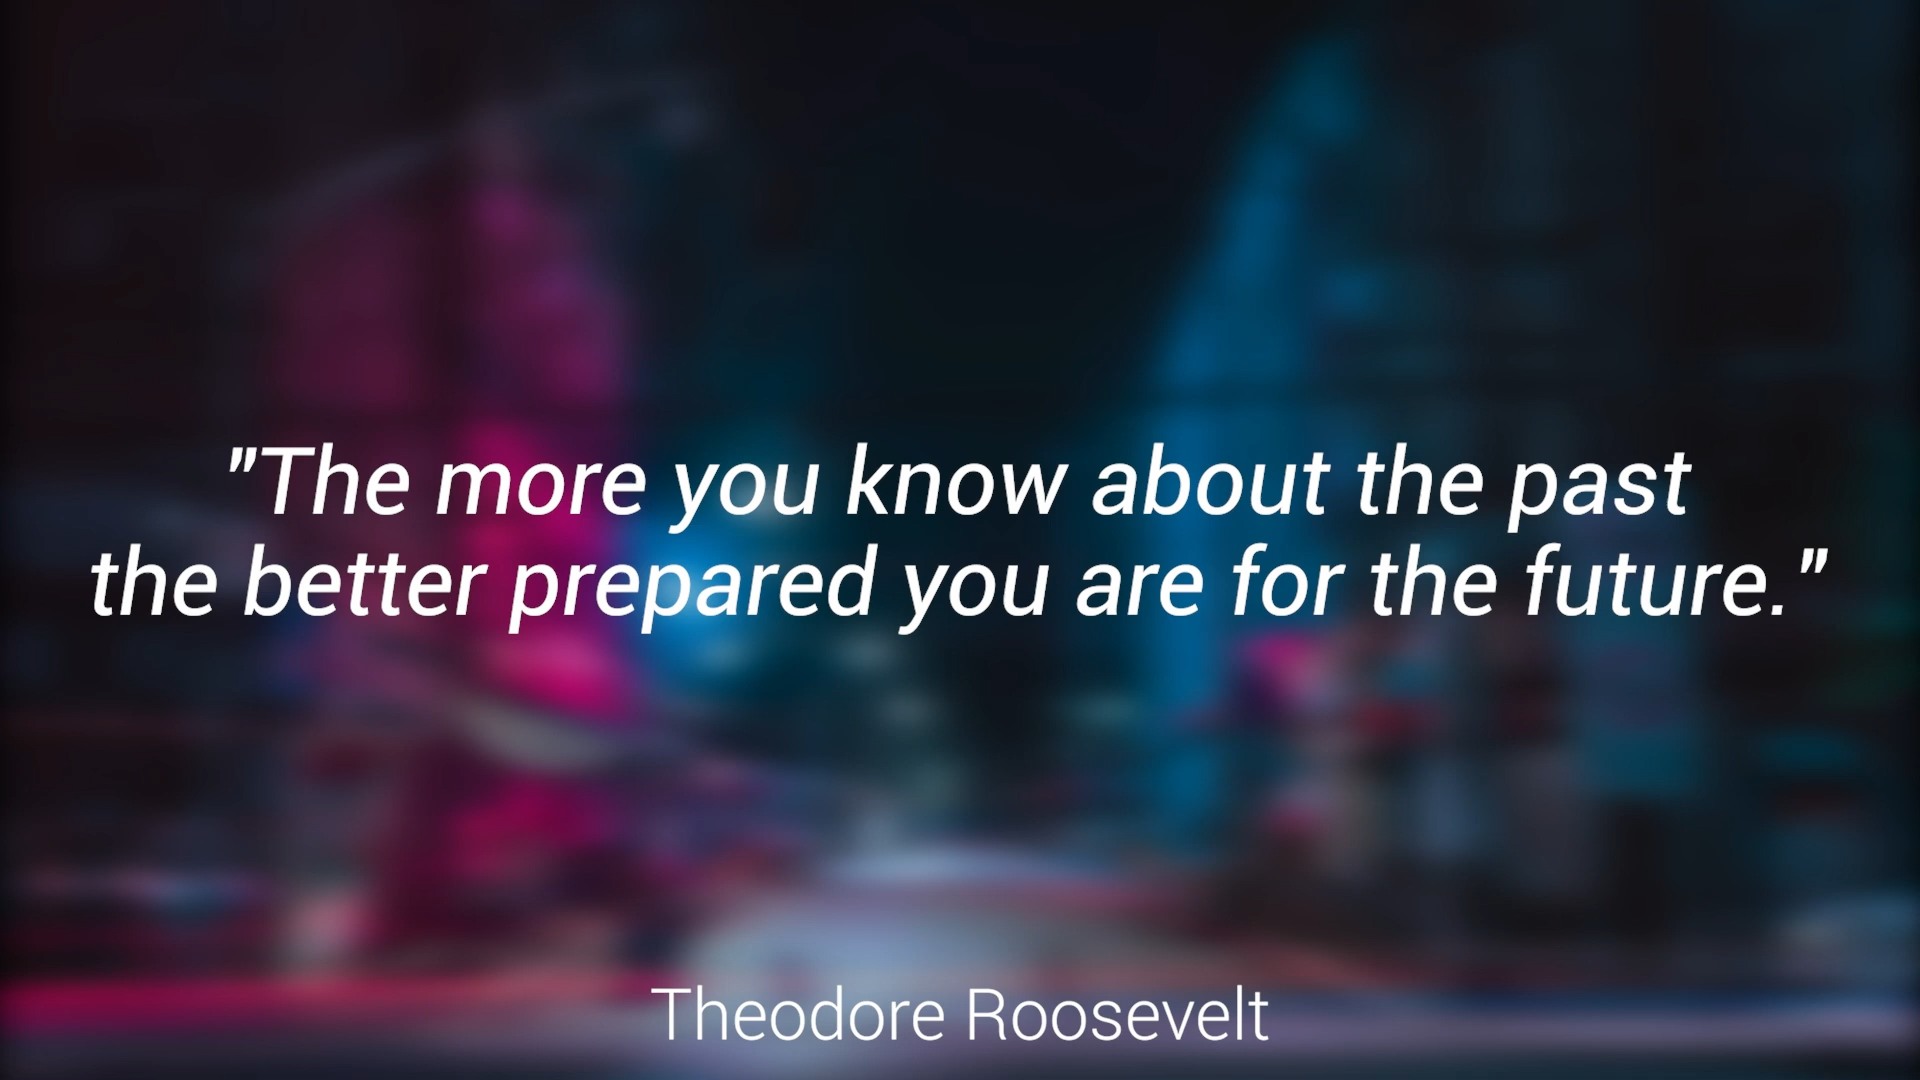 "The more you know about the past
the better prepared you are for the future."
Theodore Roosevelt